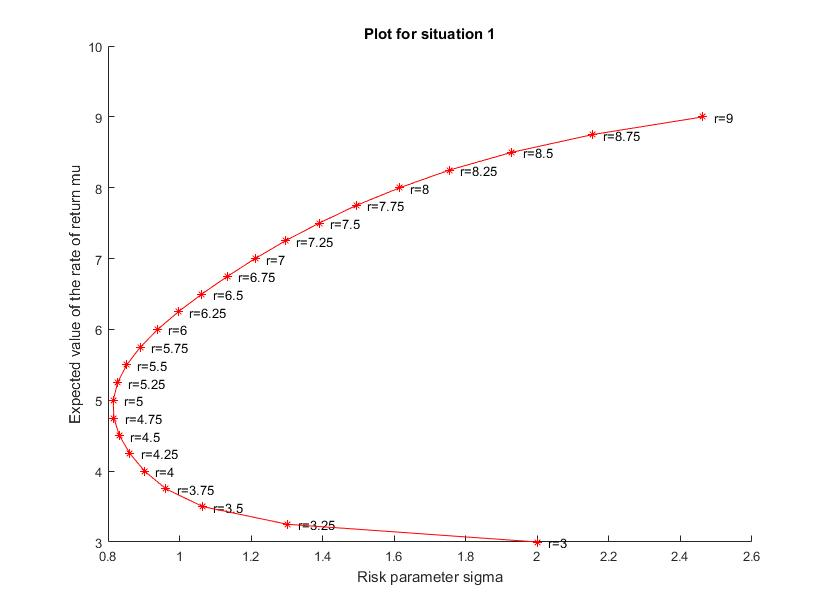 Plot for situation 1
10
9
8
7
6
5
4
3
Expected value of the rate of return mu
r=9
r=8.75
r=8.5
r=8.25
r=8
r=7.75
r=7.5
r=7.25
r=7
r=6.75
r=6.5
r=6.25
r=6
r=5.75
r=5.5
r=5.25
r=5
r=4.75
r=4.5
r=4.25
r=4
r=3.75
r=3.5
r=3.25
r=3
0.8 1 1.2 1.4 1.6 1.8 2 2.2 2.4 2.6
Risk parameter sigma